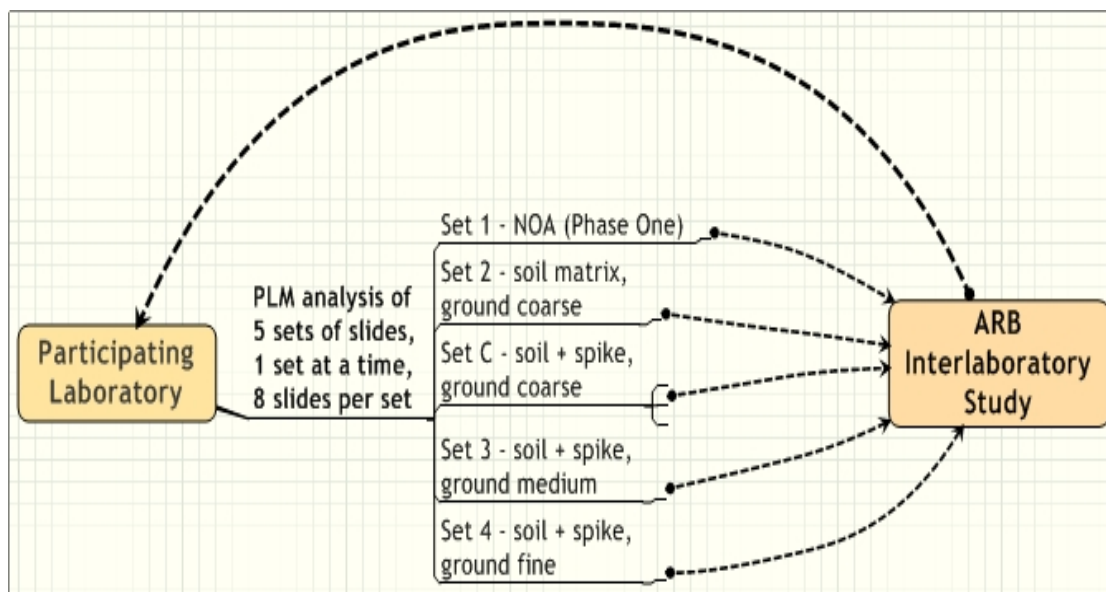 Set 1 - NOA (Phase One)
Set 2 - soil matrix,
ground coarse
PLM analysis of
5 sets of slides,
1 set at a time,
8 slides per set
Participating
Laboratory
Set C - soil + spike,
ground coarse
Set 3 - soil + spike,
ground medium
Set 4 - soil + spike,
ground fine
ARB
Interlaboratory
Study